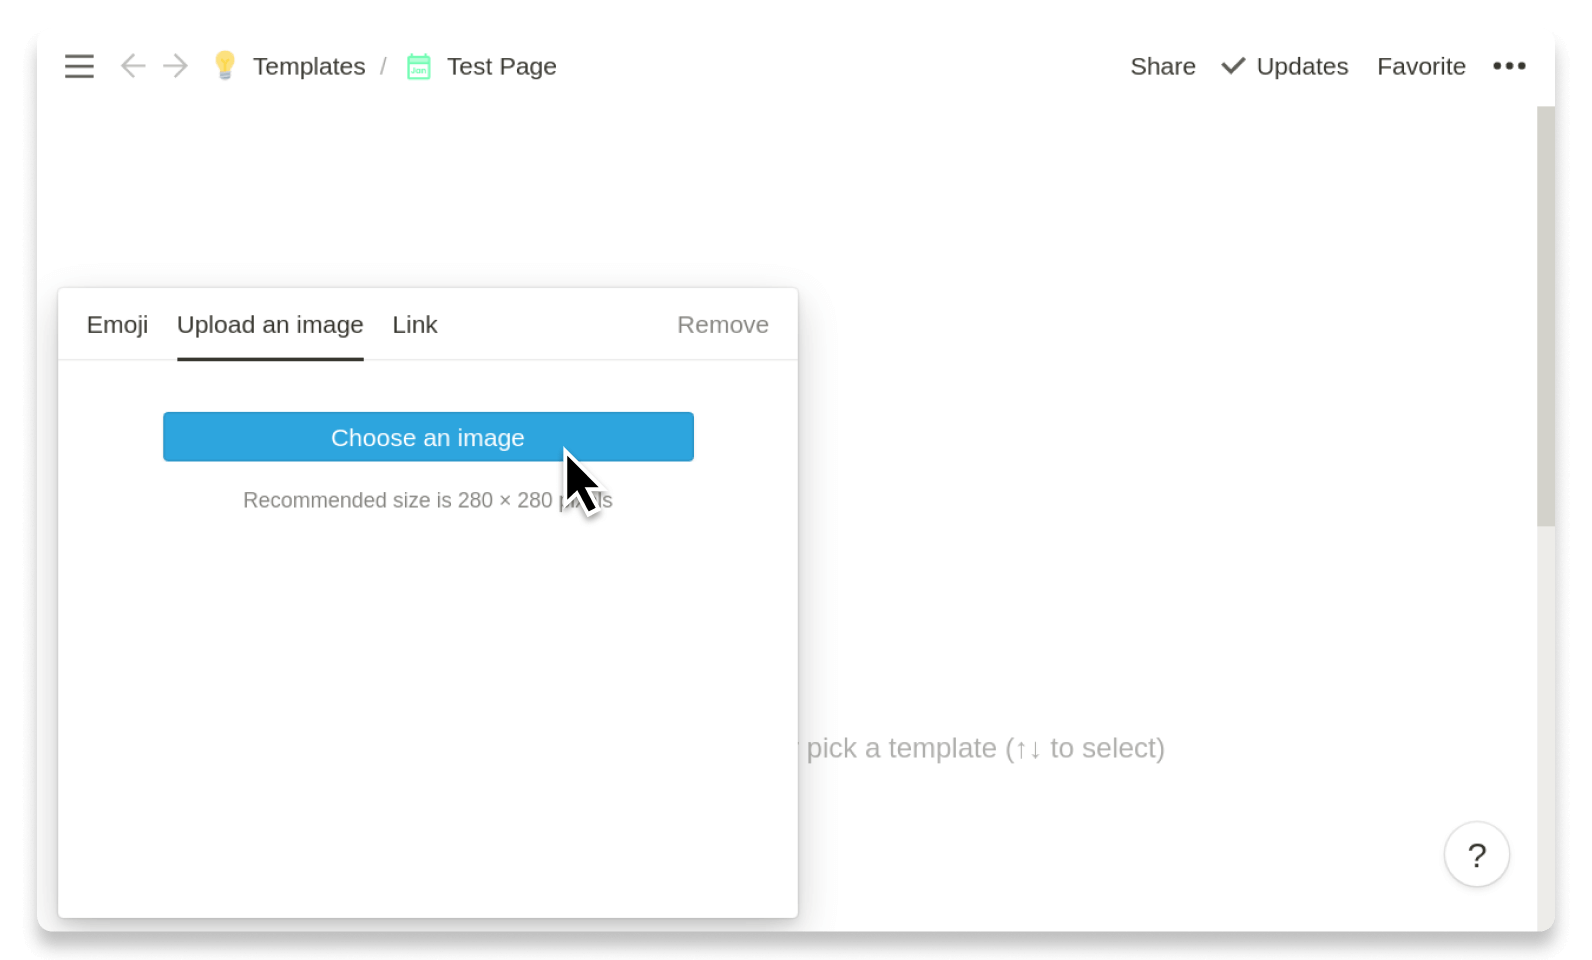 Templates / Test Page
Share Updates Favorite •••
Emoji Upload an image Link Remove
Choose an image
Recommended size is 280 × 280
pick a template (↑↓ to select)
?